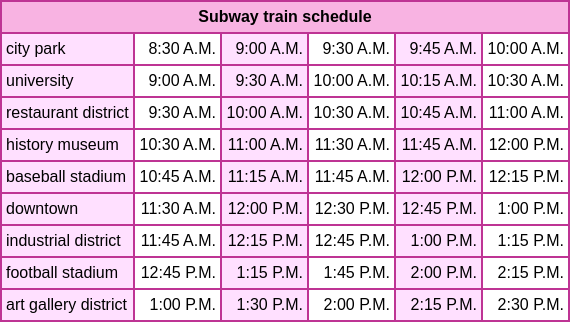 Subway train schedule
city park 8:30 A.M. 9:00 A.M. 9:30 A.M. 9:45 A.M. 10:00 A.M.
university 9:00 A.M. 9:30 A.M. 10:00 A.M. 10:15 A.M. 10:30 A.M.
restaurant district 9:30 A.M. 10:00 A.M. 10:30 A.M. 10:45 A.M. 11:00 A.M.
history museum 10:30 A.M. 11:00 A.M. 11:30 A.M. 11:45 A.M. 12:00 P.M.
baseball stadium 10:45 A.M. 11:15 A.M. 11:45 A.M. 12:00 P.M. 12:15 P.M.
downtown 11:30 A.M. 12:00 P.M. 12:30 P.M. 12:45 P.M. 1:00 P.M.
industrial district 11:45 A.M. 12:15 P.M. 12:45 P.M. 1:00 P.M. 1:15 P.M.
football stadium 12:45 P.M. 1:15 P.M. 1:45 P.M. 2:00 P.M. 2:15 P.M.
art gallery district 1:00 P.M. 1:30 P.M. 2:00 P.M. 2:15 P.M. 2:30 P.M.